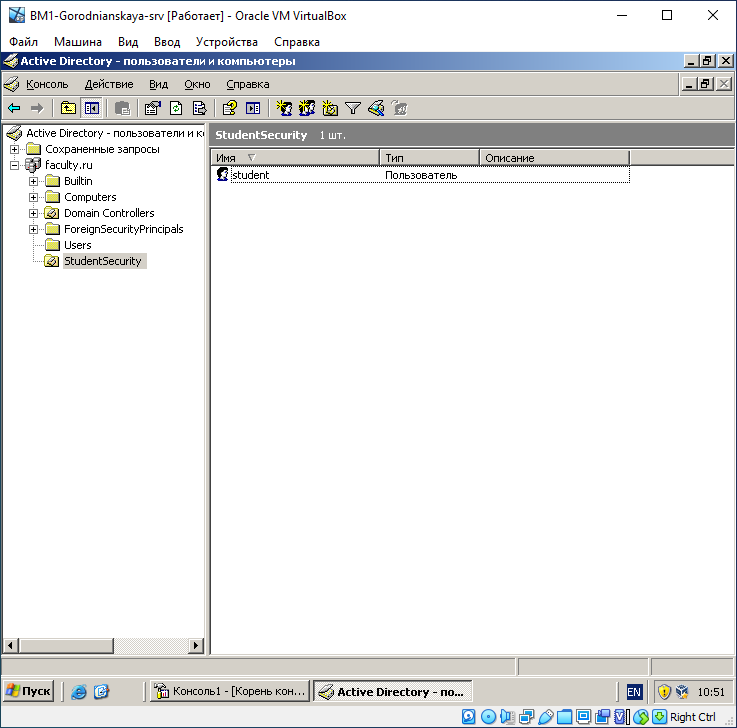 BM1-Gorodnianskaya-srv [Работает] - Oracle VM VirtualBox
Файл Машина Вид Ввод Устройства Справка
Active Directory - пользователи и компьютеры
Консоль Действие Вид Окно Справка
Active Directory - пользователи и к
Сохраненные запросы
faculty.ru
Builtin
Computers
Domain Controllers
ForeignSecurityPrincipals
Users
StudentSecurity
StudentSecurity 1 шт.
Имя Тип Описание
student Пользователь
Пуск Консоль1 - [Корень кон... Active Directory - по... EN 10:51
Right Ctrl